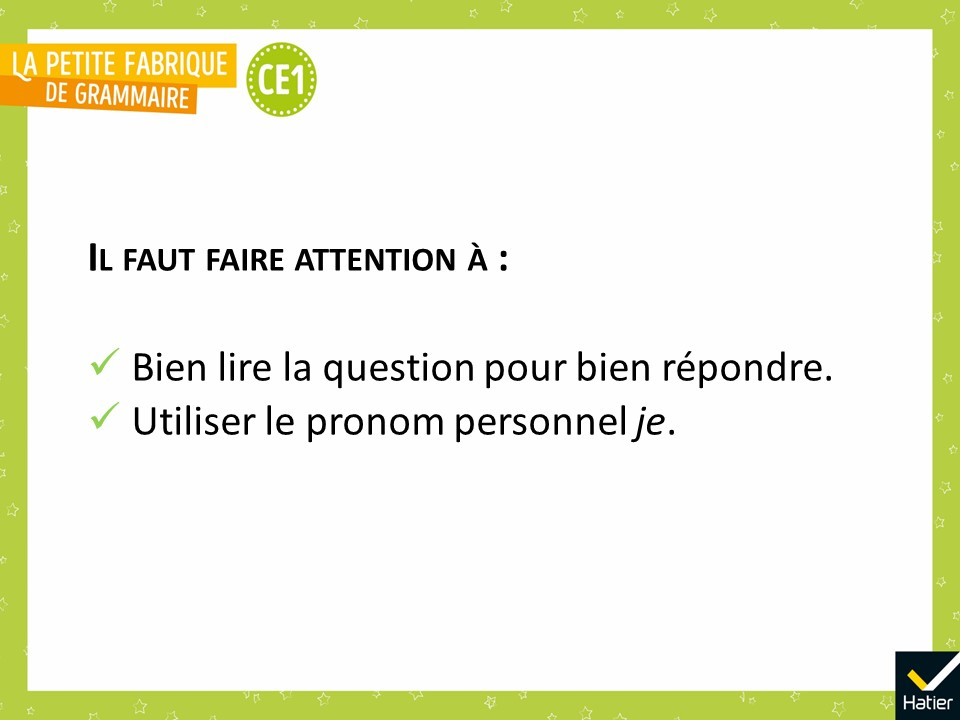 LA PETITE FABRIQUE
DE GRAMMAIRE
CE1
IL FAUT FAIRE ATTENTION À :
✓ Bien lire la question pour bien répondre.
✓ Utiliser le pronom personnel je.
Hatier